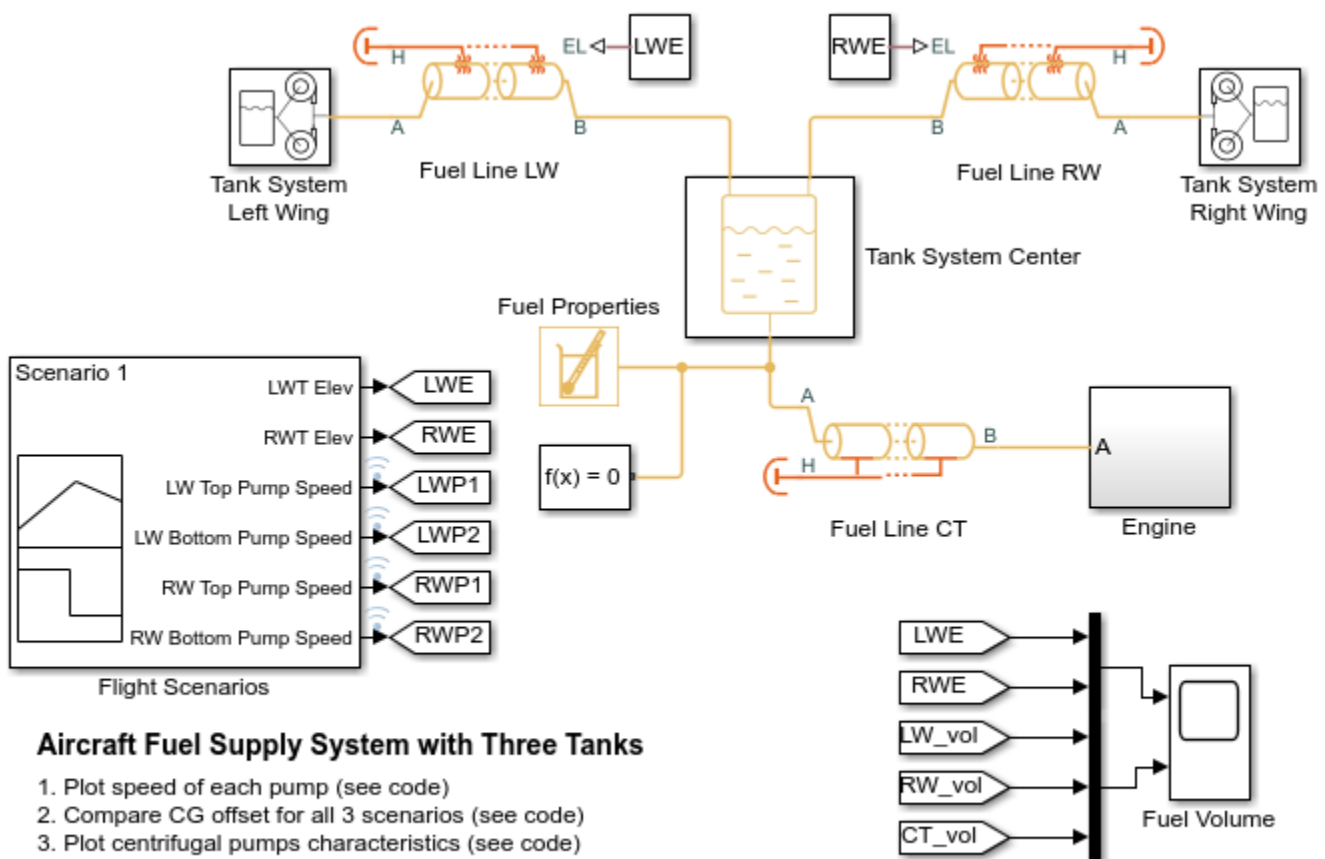 H
EL
LWE
RWE
EL
H
A
B
B
A
Fuel Line LW
Fuel Line RW
Tank System
Left Wing
Tank System
Right Wing
Tank System Center
Fuel Properties
Scenario 1
LWT Elev
LWE
RWT Elev
RWE
LW Top Pump Speed
LWP1
LW Bottom Pump Speed
LWP2
RW Top Pump Speed
RWP1
RW Bottom Pump Speed
RWP2
Flight Scenarios
f(x) = 0
A
B
H
A
Fuel Line CT
Engine
LWE
RWE
LW_vol
RW_vol
CT_vol
Fuel Volume
Aircraft Fuel Supply System with Three Tanks
1. Plot speed of each pump (see code)
2. Compare CG offset for all 3 scenarios (see code)
3. Plot centrifugal pumps characteristics (see code)